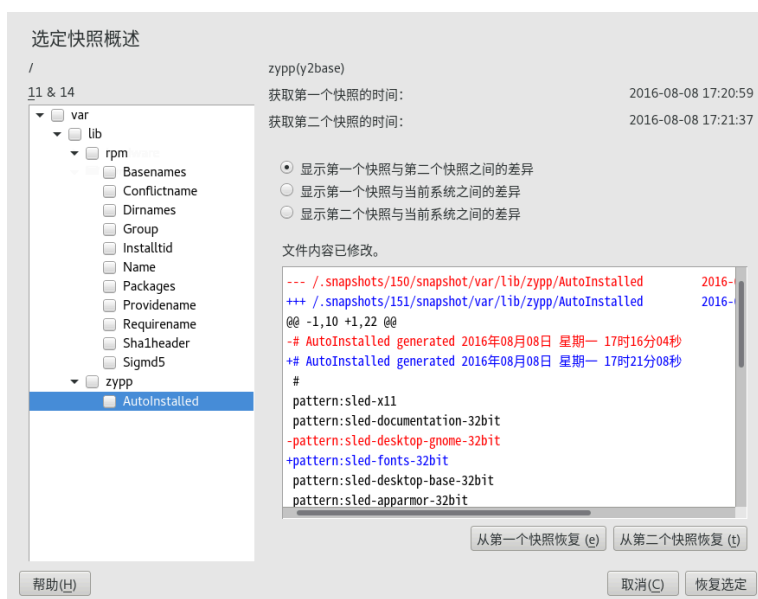 选定快照概述
/
zypp(y2base)
11 & 14
获取第一个快照的时间:
2016-08-08 17:20:59
获取第二个快照的时间:
2016-08-08 17:21:37
var
lib
rpm
Basenames
Conflictname
Dirnames
Group
Installtid
Name
Packages
Providename
Requirename
Sha1header
Sigmd5
zypp
AutoInstalled
显示第一个快照与第二个快照之间的差异
显示第一个快照与当前系统之间的差异
显示第二个快照与当前系统之间的差异
文件内容已修改。
--- /.snapshots/150/snapshot/var/lib/zypp/AutoInstalled 2016-
+++ /.snapshots/151/snapshot/var/lib/zypp/AutoInstalled 2016-
@@ -1,10 +1,22 @@
-# AutoInstalled generated 2016年08月08日 星期一 17时16分04秒
+# AutoInstalled generated 2016年08月08日 星期一 17时21分08秒
#
pattern:sled-x11
pattern:sled-documentation-32bit
-pattern:sled-desktop-gnome-32bit
+pattern:sled-fonts-32bit
pattern:sled-desktop-base-32bit
pattern:sled-apparmor-32bit
从第一个快照恢复 (e)
从第二个快照恢复 (t)
帮助(H)
取消(C)
恢复选定